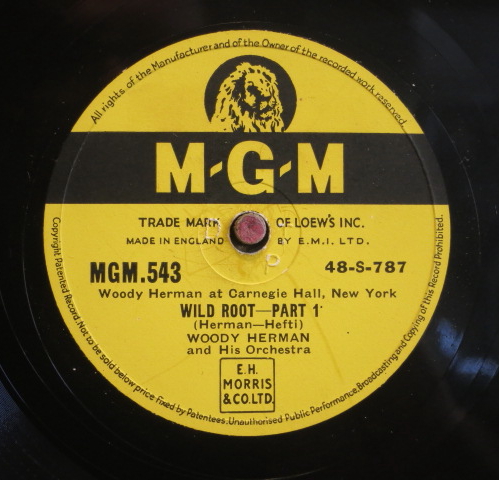 All rights of the Manufacturer and of the Owner of the recorded work reserved
M-G-M
TRADE MARK OF LOEW'S INC.
MADE IN ENGLAND BY E.M.I. LTD.
P
MGM.543 48-S-787
Woody Herman at Carnegie Hall, New York
WILD ROOT—PART 1
(Herman—Hefti)
WOODY HERMAN
and His Orchestra
E.H.
MORRIS
& CO. LTD.
Copyright Patented Record. Not to be sold below price Fixed by Patentees. Unauthorised Public Performance, Broadcasting and Copying of this Record Prohibited.